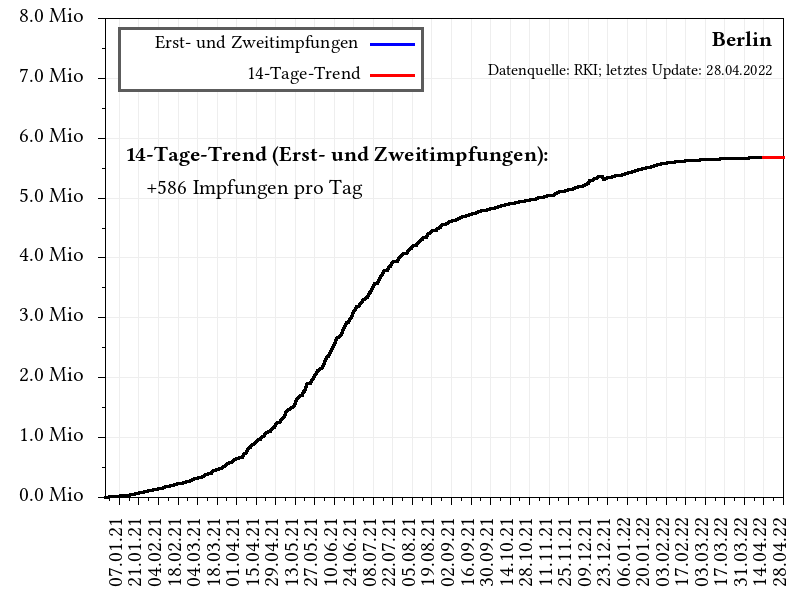 8.0 Mio
7.0 Mio
6.0 Mio
5.0 Mio
4.0 Mio
3.0 Mio
2.0 Mio
1.0 Mio
0.0 Mio
Erst- und Zweitimpfungen
14-Tage-Trend
Berlin
Datenquelle: RKI; letztes Update: 28.04.2022
14-Tage-Trend (Erst- und Zweitimpfungen):
+586 Impfungen pro Tag
07.01.21
21.01.21
04.02.21
18.02.21
04.03.21
18.03.21
01.04.21
15.04.21
29.04.21
13.05.21
27.05.21
10.06.21
24.06.21
08.07.21
22.07.21
05.08.21
19.08.21
02.09.21
16.09.21
30.09.21
14.10.21
28.10.21
11.11.21
25.11.21
09.12.21
23.12.21
06.01.22
20.01.22
03.02.22
17.02.22
03.03.22
17.03.22
31.03.22
14.04.22
28.04.22